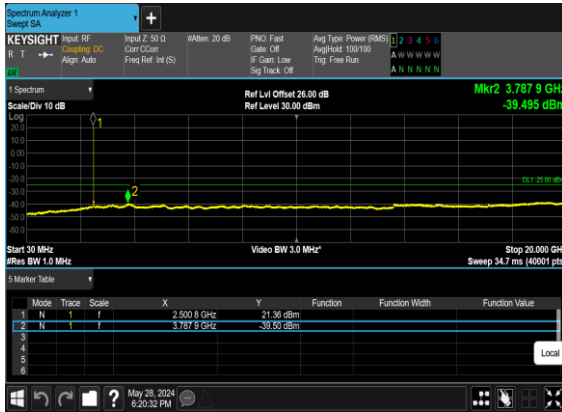 Spectrum Analyzer 1
Swept SA
KEYSIGHT Input: RF Input Z: 50 Ω #Atten: 20 dB PNO: Fast Avg Type: Power (RMS) 1 2 3 4 5 6
R T Coupling: DC Corr CCorr Gate: Off Avg|Hold: 100/100 A W W W W W
Align: Auto Freq Ref: Int (S) IF Gain: Low Trig: Free Run
Sig Track: Off A N N N N N
LXI
1 Spectrum Ref Lvl Offset 26.00 dB Mkr2 3.787 9 GHz
Scale/Div 10 dB Ref Level 30.00 dBm -39.495 dBm
Log
1
20.0
10.0
0.00
-10.0
-20.0
DL1 -25.00 dBm
-30.0
2
-40.0
-50.0
-60.0
Start 30 MHz Video BW 3.0 MHz* Stop 20.000 GHz
#Res BW 1.0 MHz Sweep 34.7 ms (40001 pts)
5 Marker Table
Mode Trace Scale X Y Function Function Width Function Value
1 N 1 f 2.500 8 GHz 21.36 dBm
2 N 1 f 3.787 9 GHz -39.50 dBm
3
4
5
6
Local
May 28, 2024
6:20:32 PM